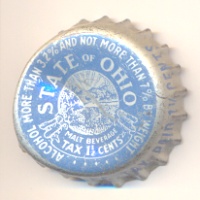 ALCOHOL MORE THAN 3.2% AND NOT MORE THAN 7% BY WEIGHT
STATE OF OHIO
MALT BEVERAGE
TAX 1½ CENTS